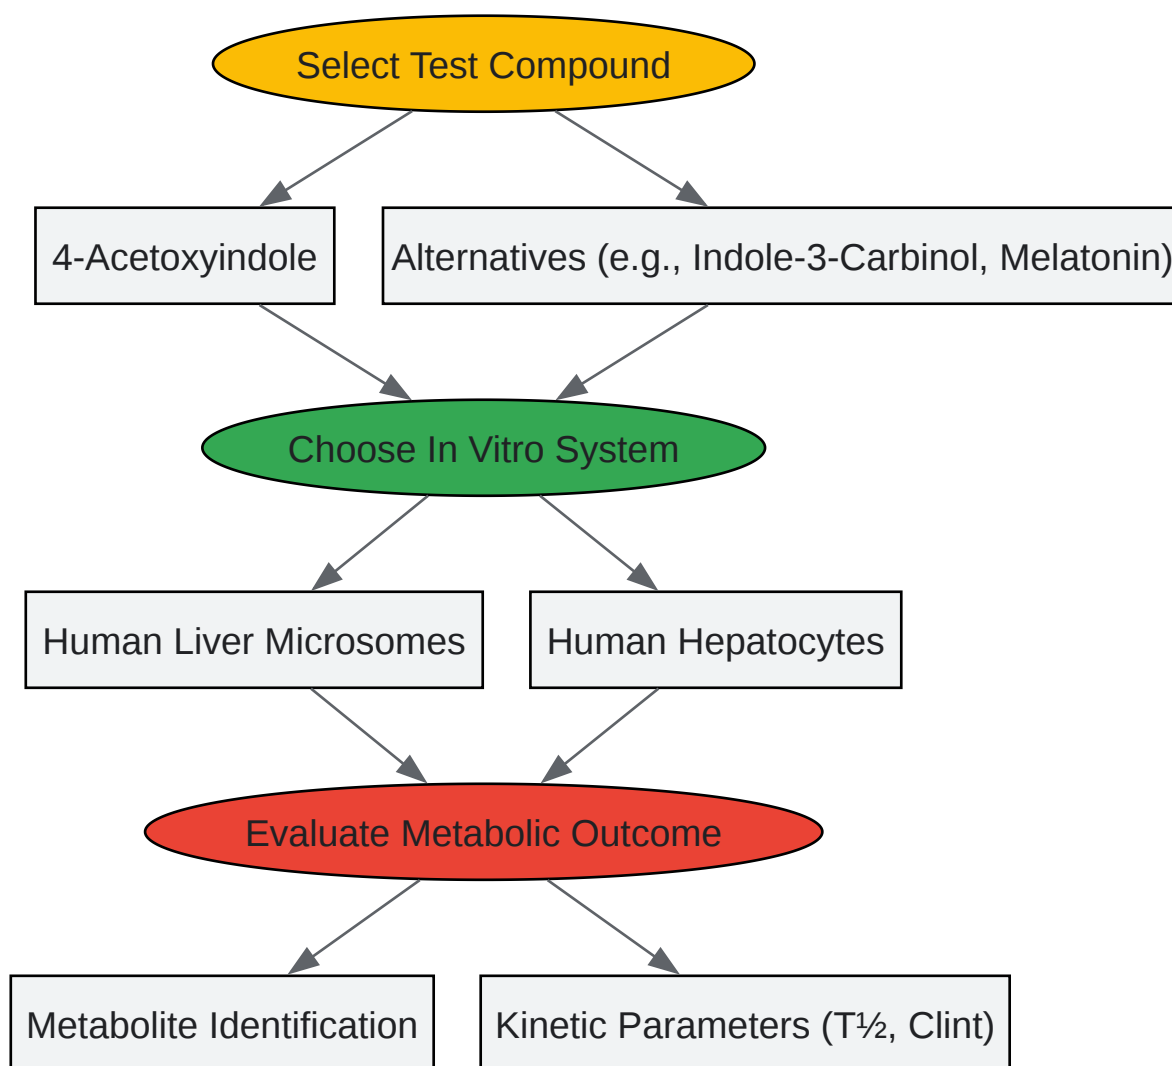 Select Test Compound
4-Acetoxyindole
Alternatives (e.g., Indole-3-Carbinol, Melatonin)
Choose In Vitro System
Human Liver Microsomes
Human Hepatocytes
Evaluate Metabolic Outcome
Metabolite Identification
Kinetic Parameters (T½, Clint)